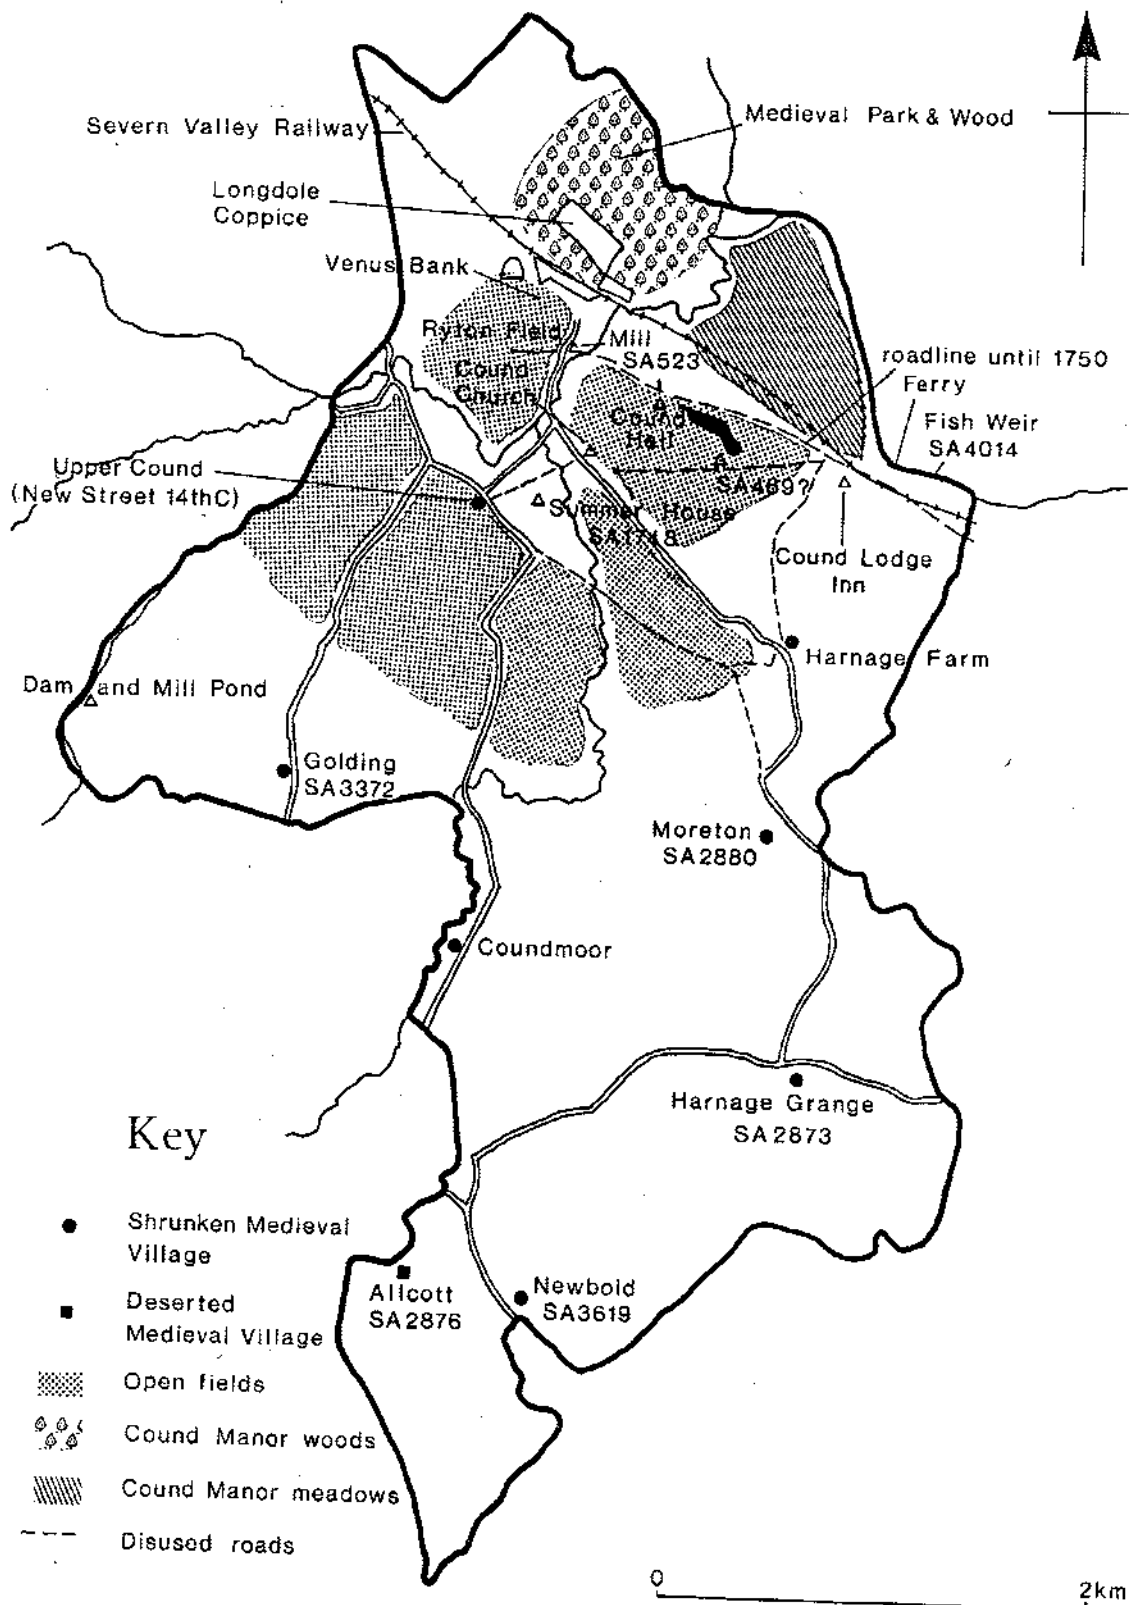 Severn Valley Railway
Medieval Park & Wood
Longdole
Coppice
Venus Bank
Ryton Field
Mill
SA523
Cound
Church
roadline until 1750
Ferry
Fish Weir
SA4014
Cound
Hall
Upper Cound
(New Street 14thC)
SA489?
Summer House
SA1748
Cound Lodge
Inn
Harnage Farm
Dam and Mill Pond
Golding
SA3372
Moreton
SA2880
Coundmoor
Harnage Grange
SA2873
Allcott
SA2876
Newbold
SA3619
Key
Shrunken Medieval
Village
Deserted
Medieval Village
Open fields
Cound Manor woods
Cound Manor meadows
Disused roads
0
2km